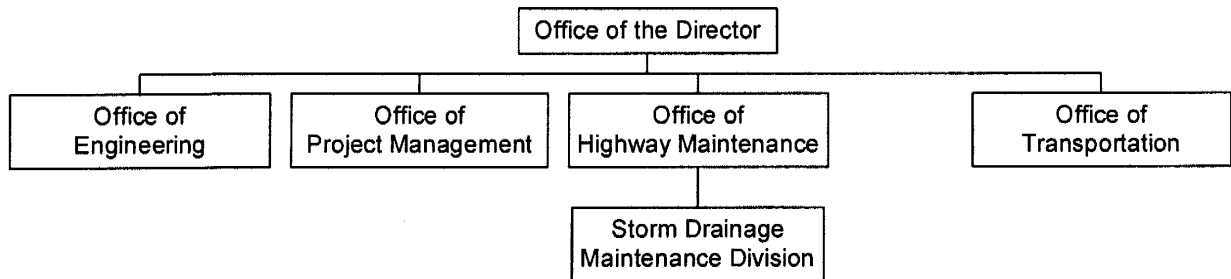 Office of the Director
Office of
Engineering
Office of
Project Management
Office of
Highway Maintenance
Office of
Transportation
Storm Drainage
Maintenance Division